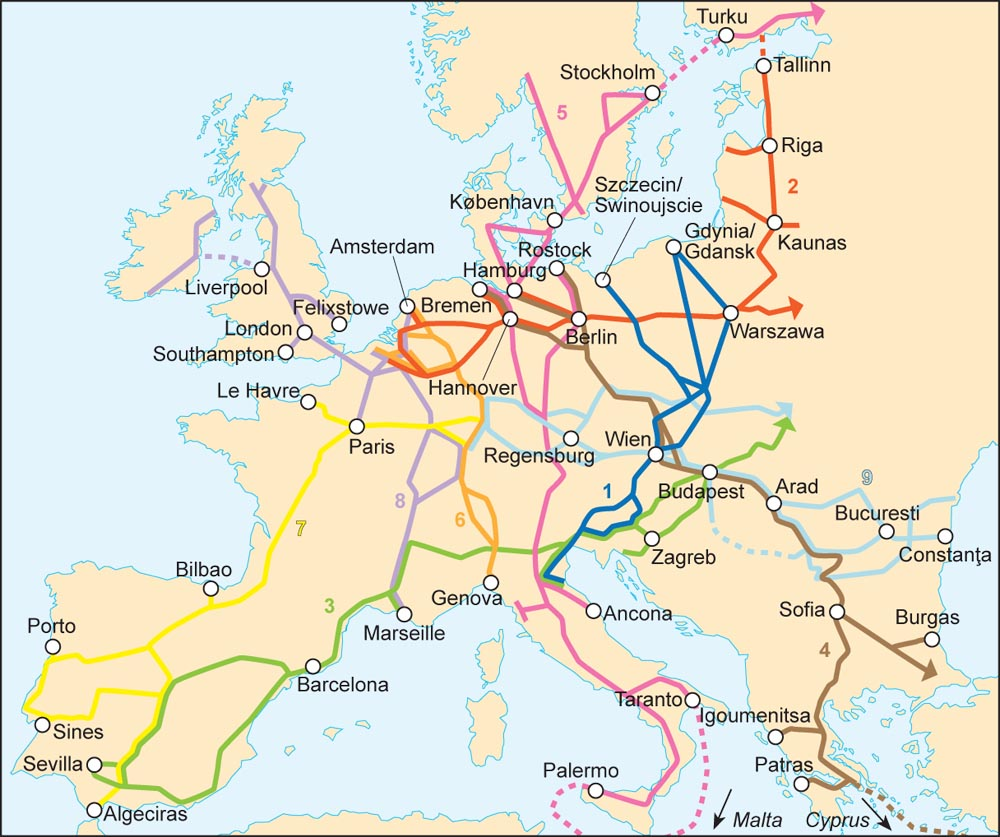 Turku
Tallinn
Stockholm
5
Riga
2
Szczecin/
Swinoujscie
København
Gdynia/
Gdansk
Kaunas
Amsterdam
Rostock
Hamburg
Liverpool
Felixstowe
Bremen
London
Berlin
Warszawa
Southampton
Hannover
Le Havre
Paris
Regensburg
Wien
1
Budapest
Arad
9
8
6
Bucuresti
7
Constanţa
Zagreb
Bilbao
3
Genova
Marseille
Ancona
Sofia
Burgas
Porto
4
Barcelona
Taranto
Igoumenitsa
Sines
Sevilla
Palermo
Patras
Algeciras
Malta
Cyprus